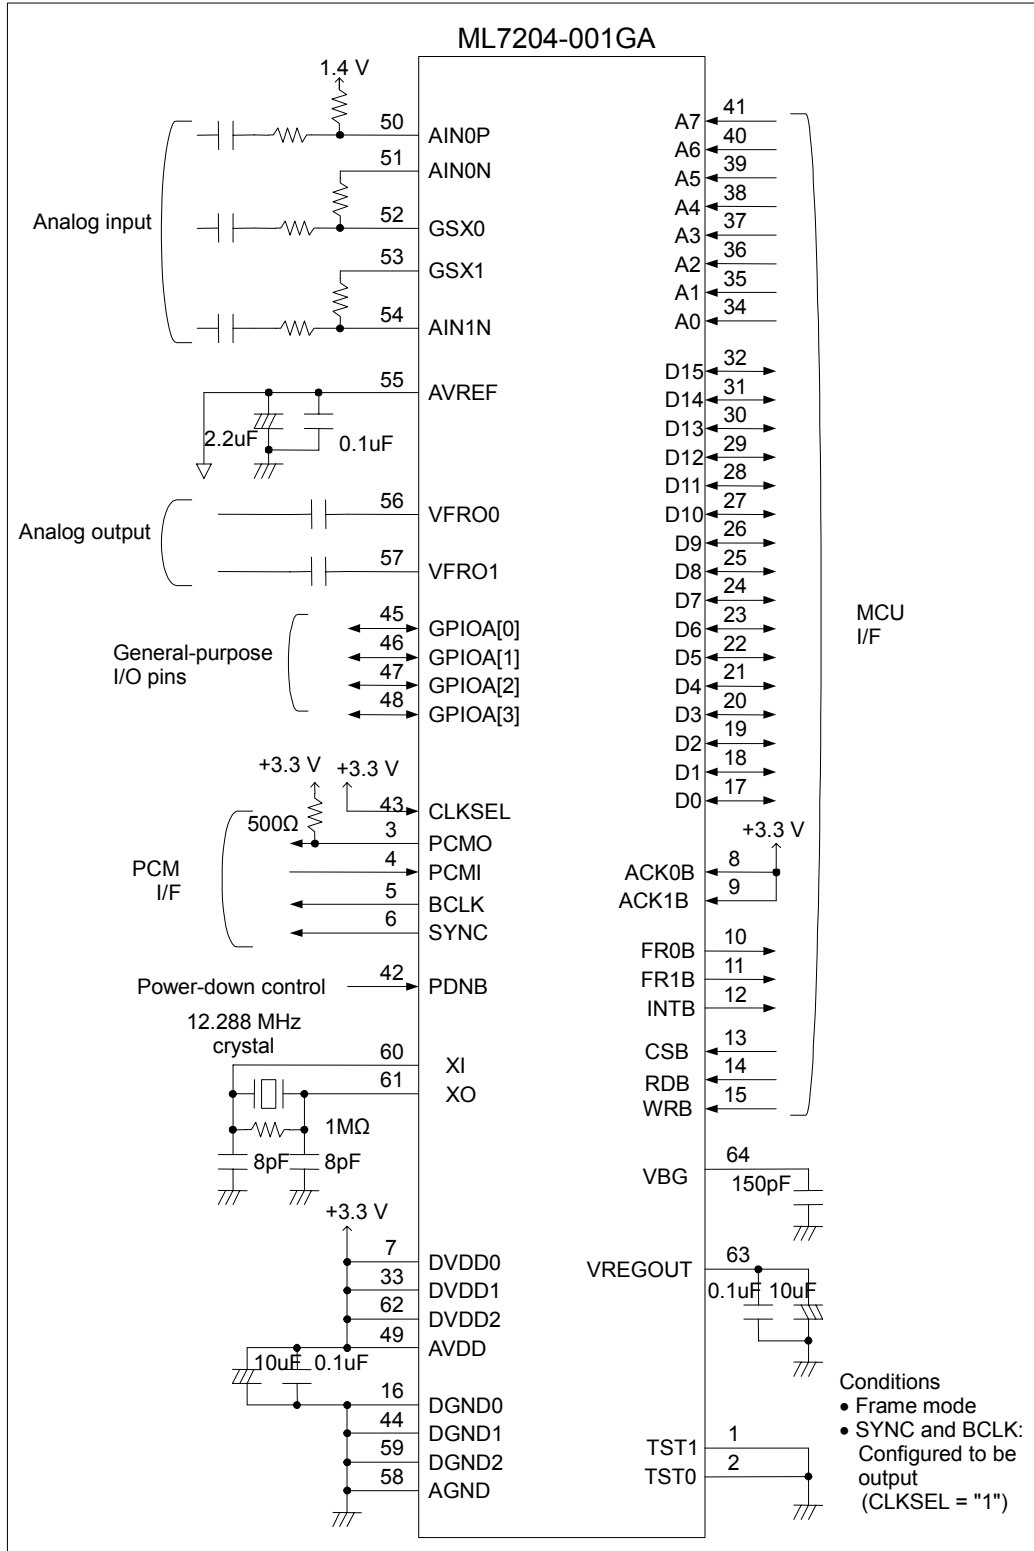 ML7204-001GA
1.4 V
50 AIN0P
51 AIN0N
Analog input
52 GSX0
53 GSX1
54 AIN1N
55 AVREF
2.2uF 0.1uF
56 VFRO0
Analog output
57 VFRO1
45 GPIOA[0]
General-purpose
I/O pins
46 GPIOA[1]
47 GPIOA[2]
48 GPIOA[3]
+3.3 V +3.3 V
43 CLKSEL
500Ω
3 PCMO
PCM
I/F
4 PCMI
5 BCLK
6 SYNC
Power-down control
42 PDNB
12.288 MHz
crystal
60 XI
61 XO
1MΩ
8pF 8pF
+3.3 V
7 DVDD0
33 DVDD1
62 DVDD2
49 AVDD
10uF 0.1uF
16 DGND0
44 DGND1
59 DGND2
58 AGND
A7 41
A6 40
A5 39
A4 38
A3 37
A2 36
A1 35
A0 34
D15 32
D14 31
D13 30
D12 29
D11 28
D10 27
D9 26
D8 25
D7 24
D6 23
D5 22
D4 21
D3 20
D2 19
D1 18
D0 17
MCU
I/F
+3.3 V
ACK0B 8
ACK1B 9
FR0B 10
FR1B 11
INTB 12
CSB 13
RDB 14
WRB 15
VBG 64
150pF
VREGOUT 63
0.1uF 10uF
TST1 1
TST0 2
Conditions
• Frame mode
• SYNC and BCLK:
Configured to be
output
(CLKSEL = "1")